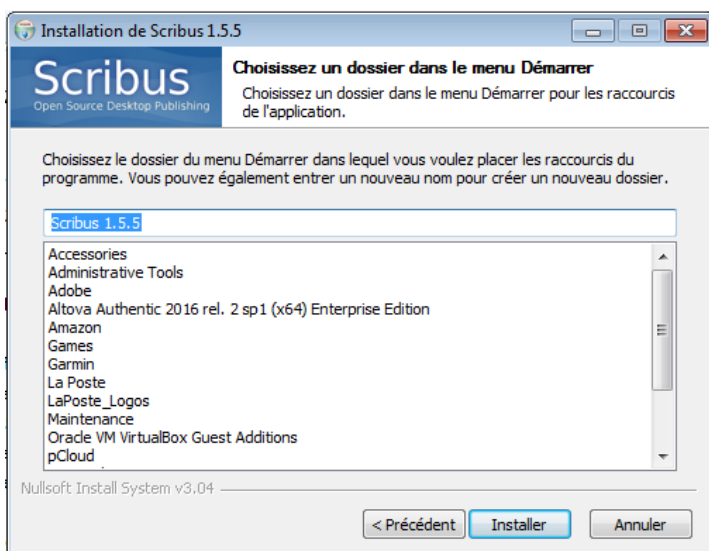 Installation de Scribus 1.5.5
Scribus
Open Source Desktop Publishing
Choisissez un dossier dans le menu Démarrer
Choisissez un dossier dans le menu Démarrer pour les raccourcis
de l'application.
Choisissez le dossier du menu Démarrer dans lequel vous voulez placer les raccourcis du
programme. Vous pouvez également entrer un nouveau nom pour créer un nouveau dossier.
Scribus 1.5.5
Accessories
Administrative Tools
Adobe
Altova Authentic 2016 rel. 2 sp1 (x64) Enterprise Edition
Amazon
Games
Garmin
La Poste
LaPoste_Logos
Maintenance
Oracle VM VirtualBox Guest Additions
pCloud
Nullsoft Install System v3.04
< Précédent
Installer
Annuler